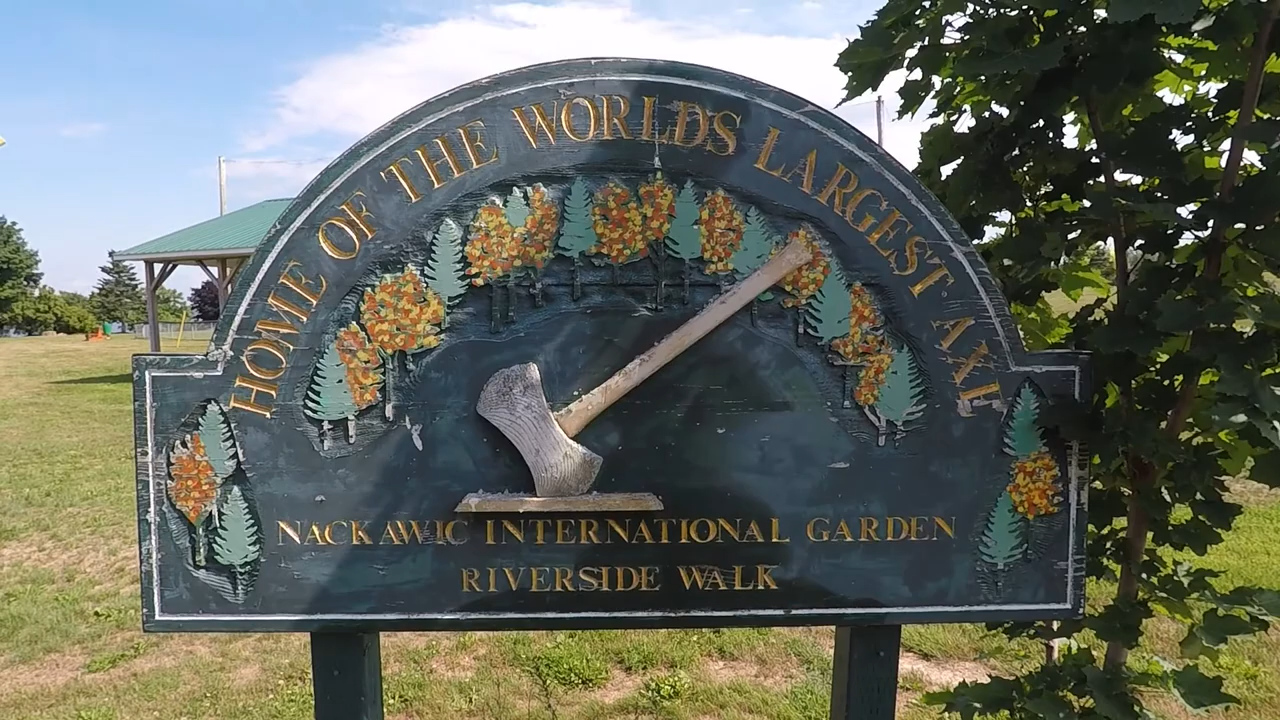 HOME OF THE WORLDS LARGEST AXE
NACKAWIC INTERNATIONAL GARDEN
RIVERSIDE WALK